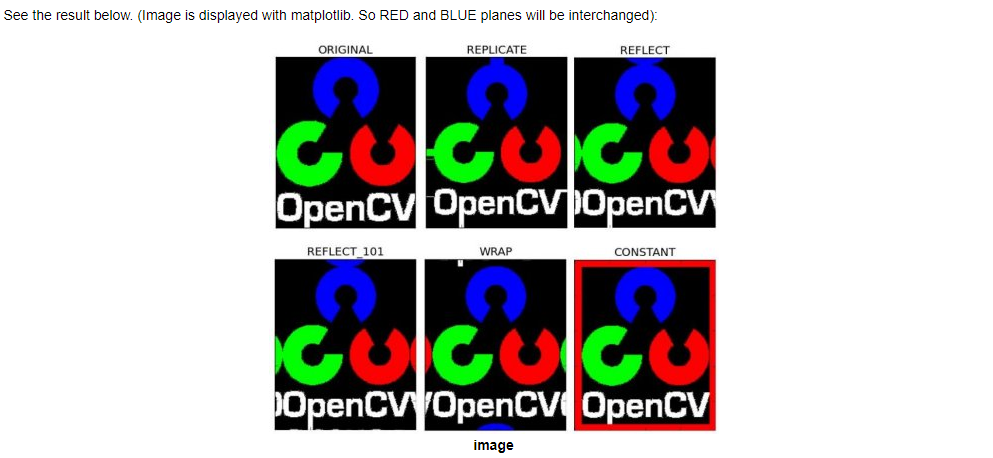 See the result below. (Image is displayed with matplotlib. So RED and BLUE planes will be interchanged):
ORIGINAL REPLICATE REFLECT
OpenCV OpenCV OpenCV
REFLECT_101 WRAP CONSTANT
OpenCV OpenCV OpenCV
image